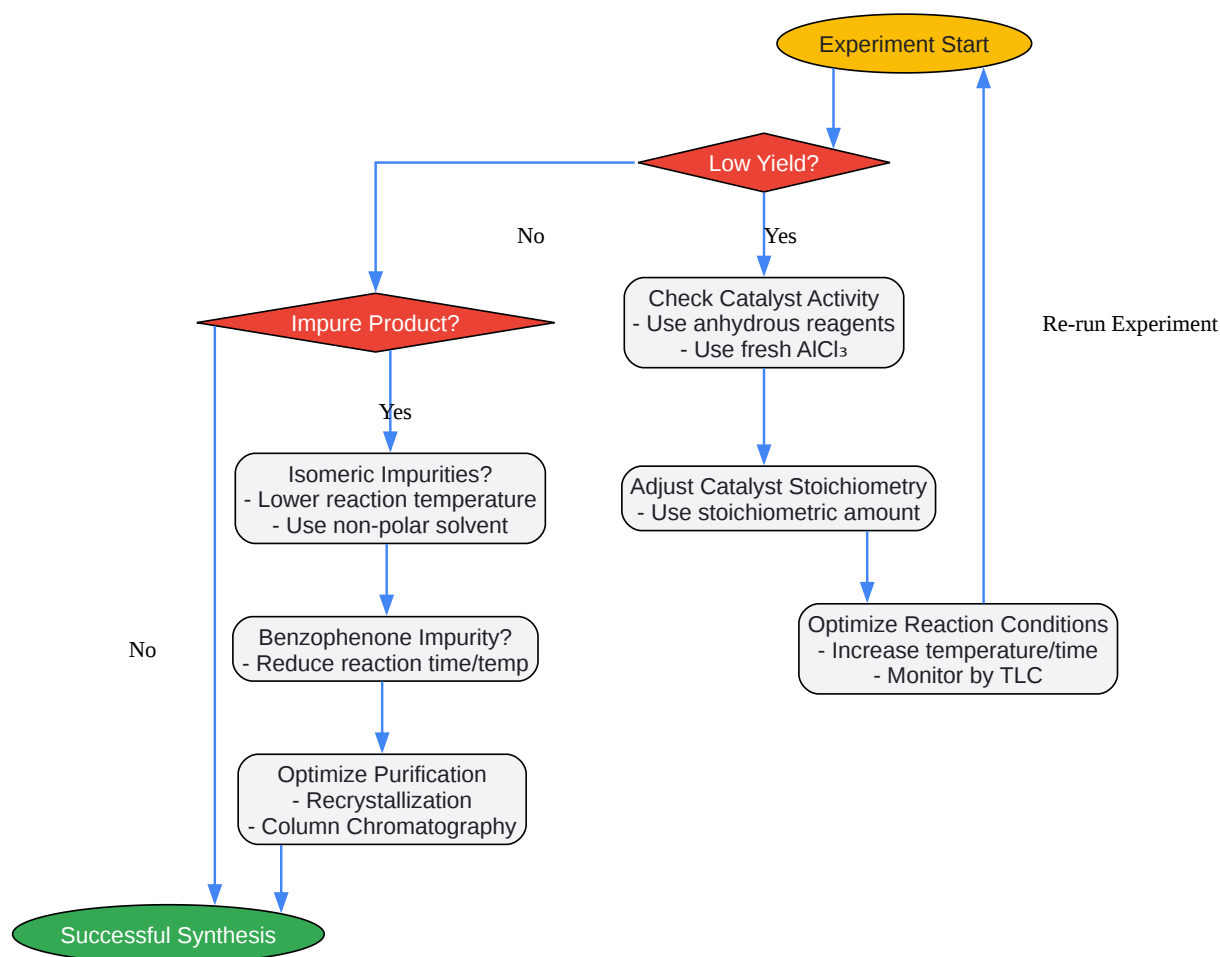 Experiment Start
Low Yield?
No
Yes
Check Catalyst Activity
- Use anhydrous reagents
- Use fresh AlCl₃
Impure Product?
Re-run Experiment
Yes
Isomeric Impurities?
- Lower reaction temperature
- Use non-polar solvent
Adjust Catalyst Stoichiometry
- Use stoichiometric amount
Optimize Reaction Conditions
- Increase temperature/time
- Monitor by TLC
Benzophenone Impurity?
- Reduce reaction time/temp
No
Optimize Purification
- Recrystallization
- Column Chromatography
Successful Synthesis